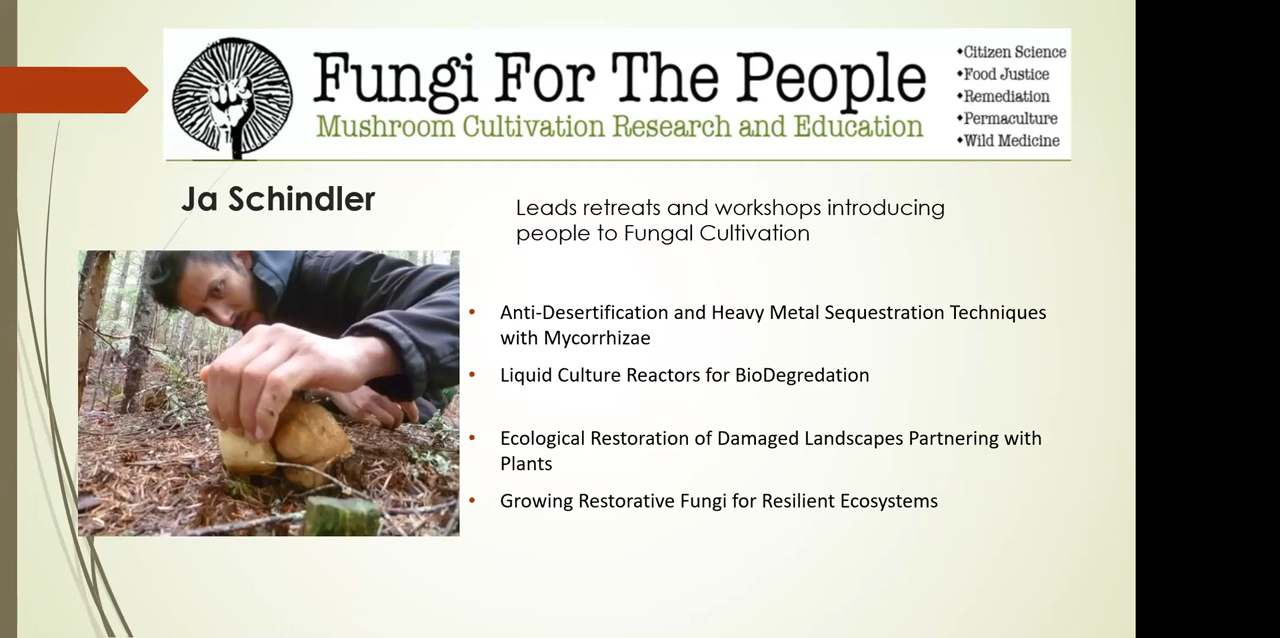 Fungi For The People
Mushroom Cultivation Research and Education
♦Citizen Science
♦Food Justice
♦Remediation
♦Permaculture
♦Wild Medicine
Ja Schindler
Leads retreats and workshops introducing
people to Fungal Cultivation
• Anti-Desertification and Heavy Metal Sequestration Techniques
with Mycorrhizae
• Liquid Culture Reactors for BioDegredation
• Ecological Restoration of Damaged Landscapes Partnering with
Plants
• Growing Restorative Fungi for Resilient Ecosystems